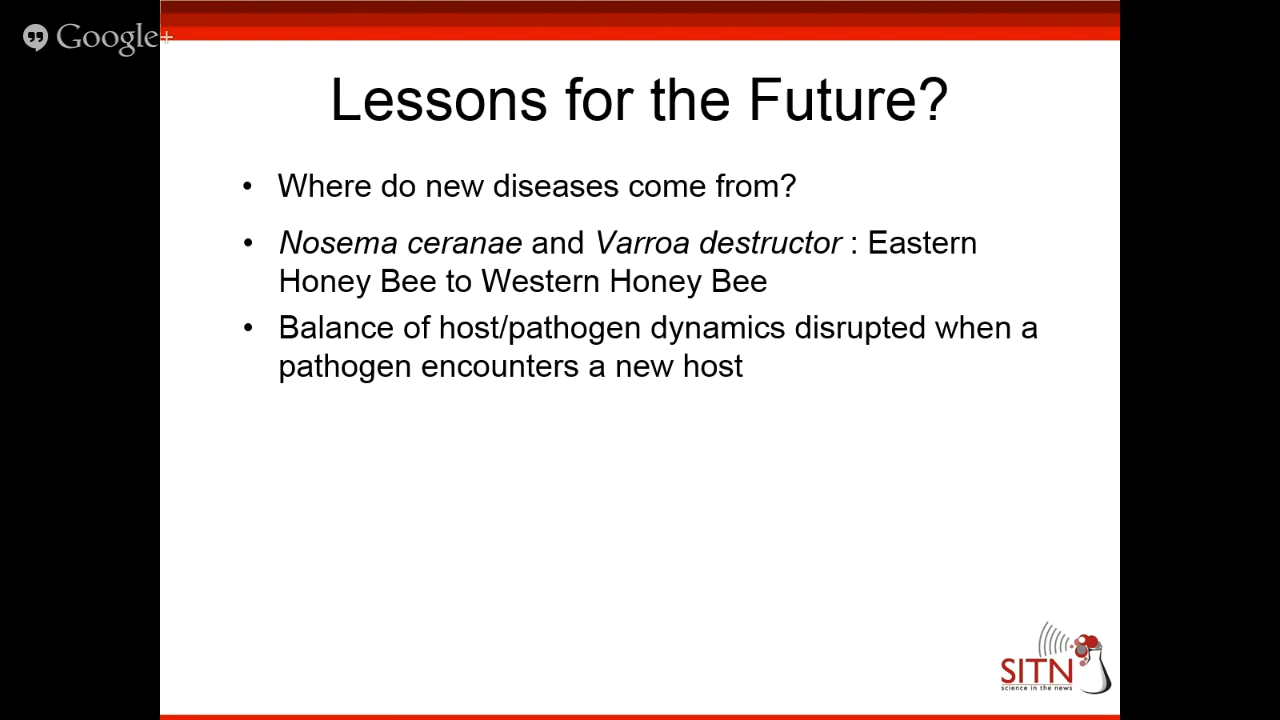 Google+
Lessons for the Future?
• Where do new diseases come from?
• Nosema ceranae and Varroa destructor : Eastern
Honey Bee to Western Honey Bee
• Balance of host/pathogen dynamics disrupted when a
pathogen encounters a new host
SITN
science in the news